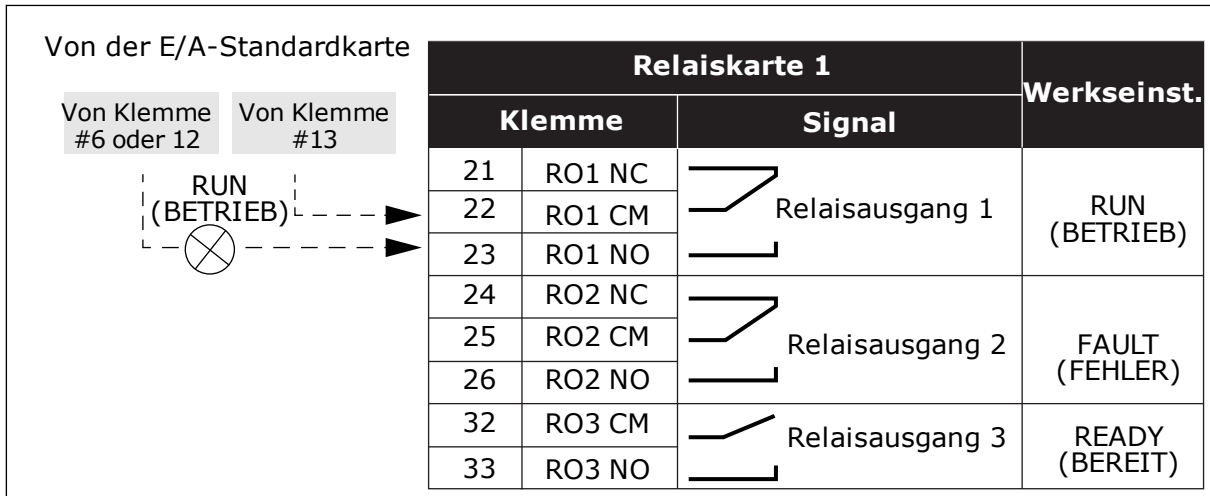 Von der E/A-Standardkarte
Von Klemme
#6 oder 12
Von Klemme
#13
RUN
(BETRIEB)
Relaiskarte 1
Werkseinst.
Klemme
Signal
21 RO1 NC
22 RO1 CM
23 RO1 NO
Relaisausgang 1
RUN
(BETRIEB)
24 RO2 NC
25 RO2 CM
26 RO2 NO
Relaisausgang 2
FAULT
(FEHLER)
32 RO3 CM
33 RO3 NO
Relaisausgang 3
READY
(BEREIT)